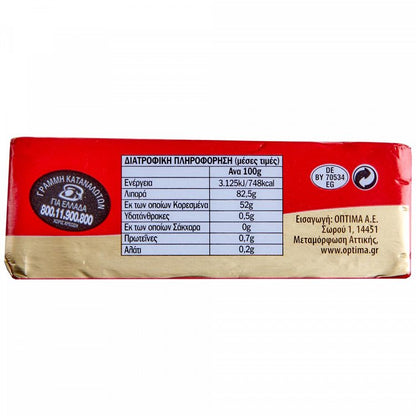 ΓΡΑΜΜΗ ΚΑΤΑΝΑΛΩΤΩΝ
ΓΙΑ ΕΛΛΑΔΑ
800.11.900.800
ΧΩΡΙΣ ΧΡΕΩΣΗ
ΔΙΑΤΡΟΦΙΚΗ ΠΛΗΡΟΦΟΡΗΣΗ (μέσες τιμές)
Ανα 100g
Ενέργεια 3.125kJ/748kcal
Λιπαρά 82,5g
Εκ των οποίων Κορεσμένα 52g
Υδατάνθρακες 0,5g
Εκ των οποίων Σάκχαρα 0g
Πρωτεΐνες 0,7g
Αλάτι 0,2g
DE
BY 70534
EG
Εισαγωγή: ΟΠΤΙΜΑ Α.Ε.
Σωρού 1, 14451
Μεταμόρφωση Αττικής,
www.optima.gr